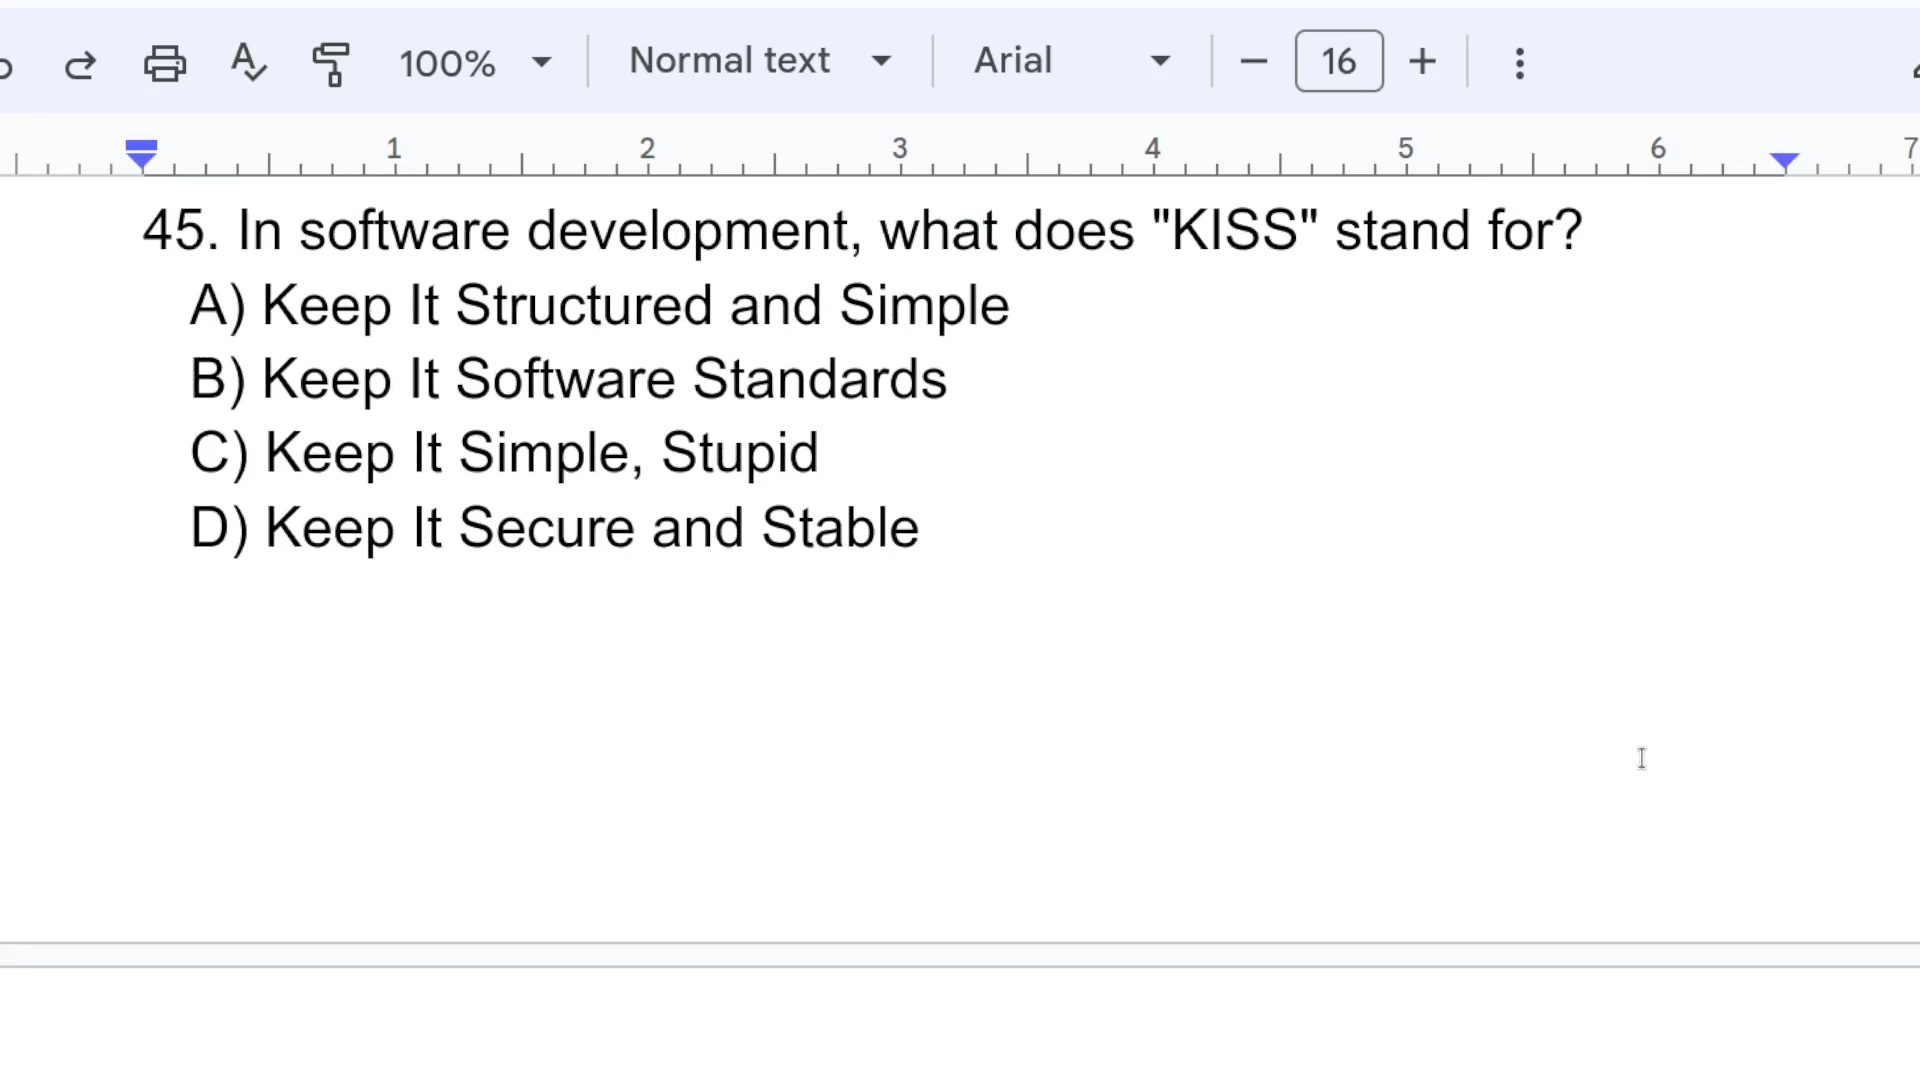 100% Normal text Arial 16
1 2 3 4 5 6 7
45. In software development, what does "KISS" stand for?
A) Keep It Structured and Simple
B) Keep It Software Standards
C) Keep It Simple, Stupid
D) Keep It Secure and Stable